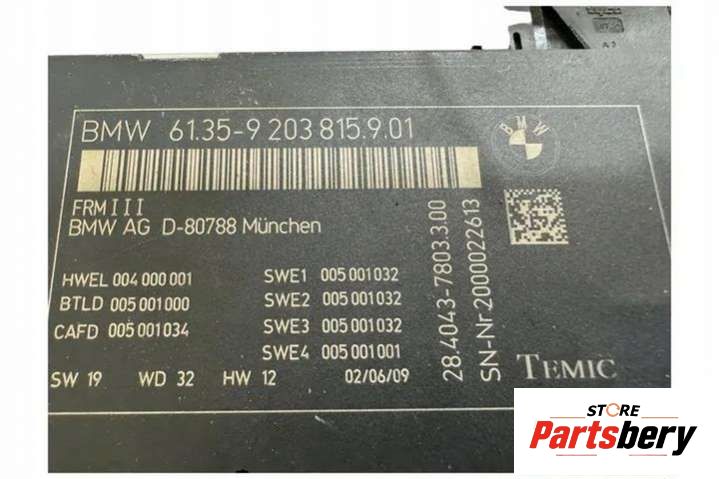 BMW 61.35-9 203 815.9.01
BMW
FRMIII
BMW AG D-80788 München
HWEL 004 000 001
BTLD 005 001 000
CAFD 005 001 034
SWE1 005 001 032
SWE2 005 001 032
SWE3 005 001 032
SWE4 005 001 001
SW 19 WD 32 HW 12 02/06/09
28.4043-7803.3.00
SN-Nr.2000022613
TEMIC
STORE
Partsbery